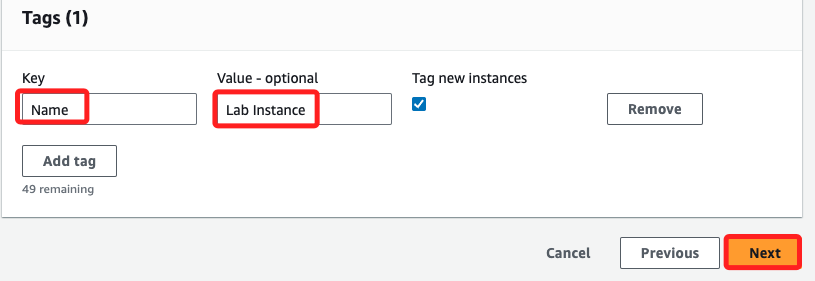 Tags (1)
Key Value - optional Tag new instances
Name Lab Instance Remove
Add tag
49 remaining
Cancel Previous Next